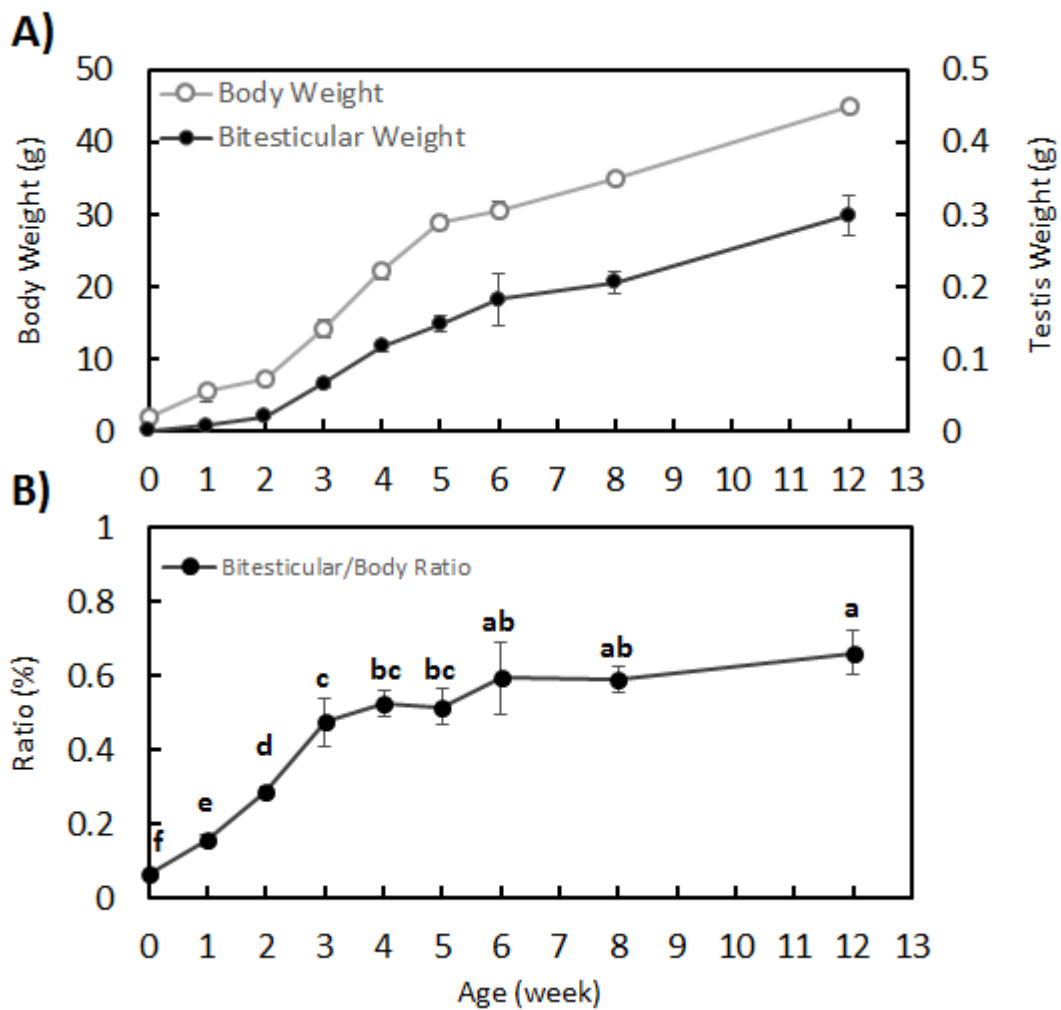 A)
Body Weight
Bitesticular Weight
Body Weight (g)
50
40
30
20
10
0
Testis Weight (g)
0.5
0.4
0.3
0.2
0.1
0
0 1 2 3 4 5 6 7 8 9 10 11 12 13
B)
Bitesticular/Body Ratio
Ratio (%)
1
0.8
0.6
0.4
0.2
0
f e d c bc bc ab ab a
0 1 2 3 4 5 6 7 8 9 10 11 12 13
Age (week)